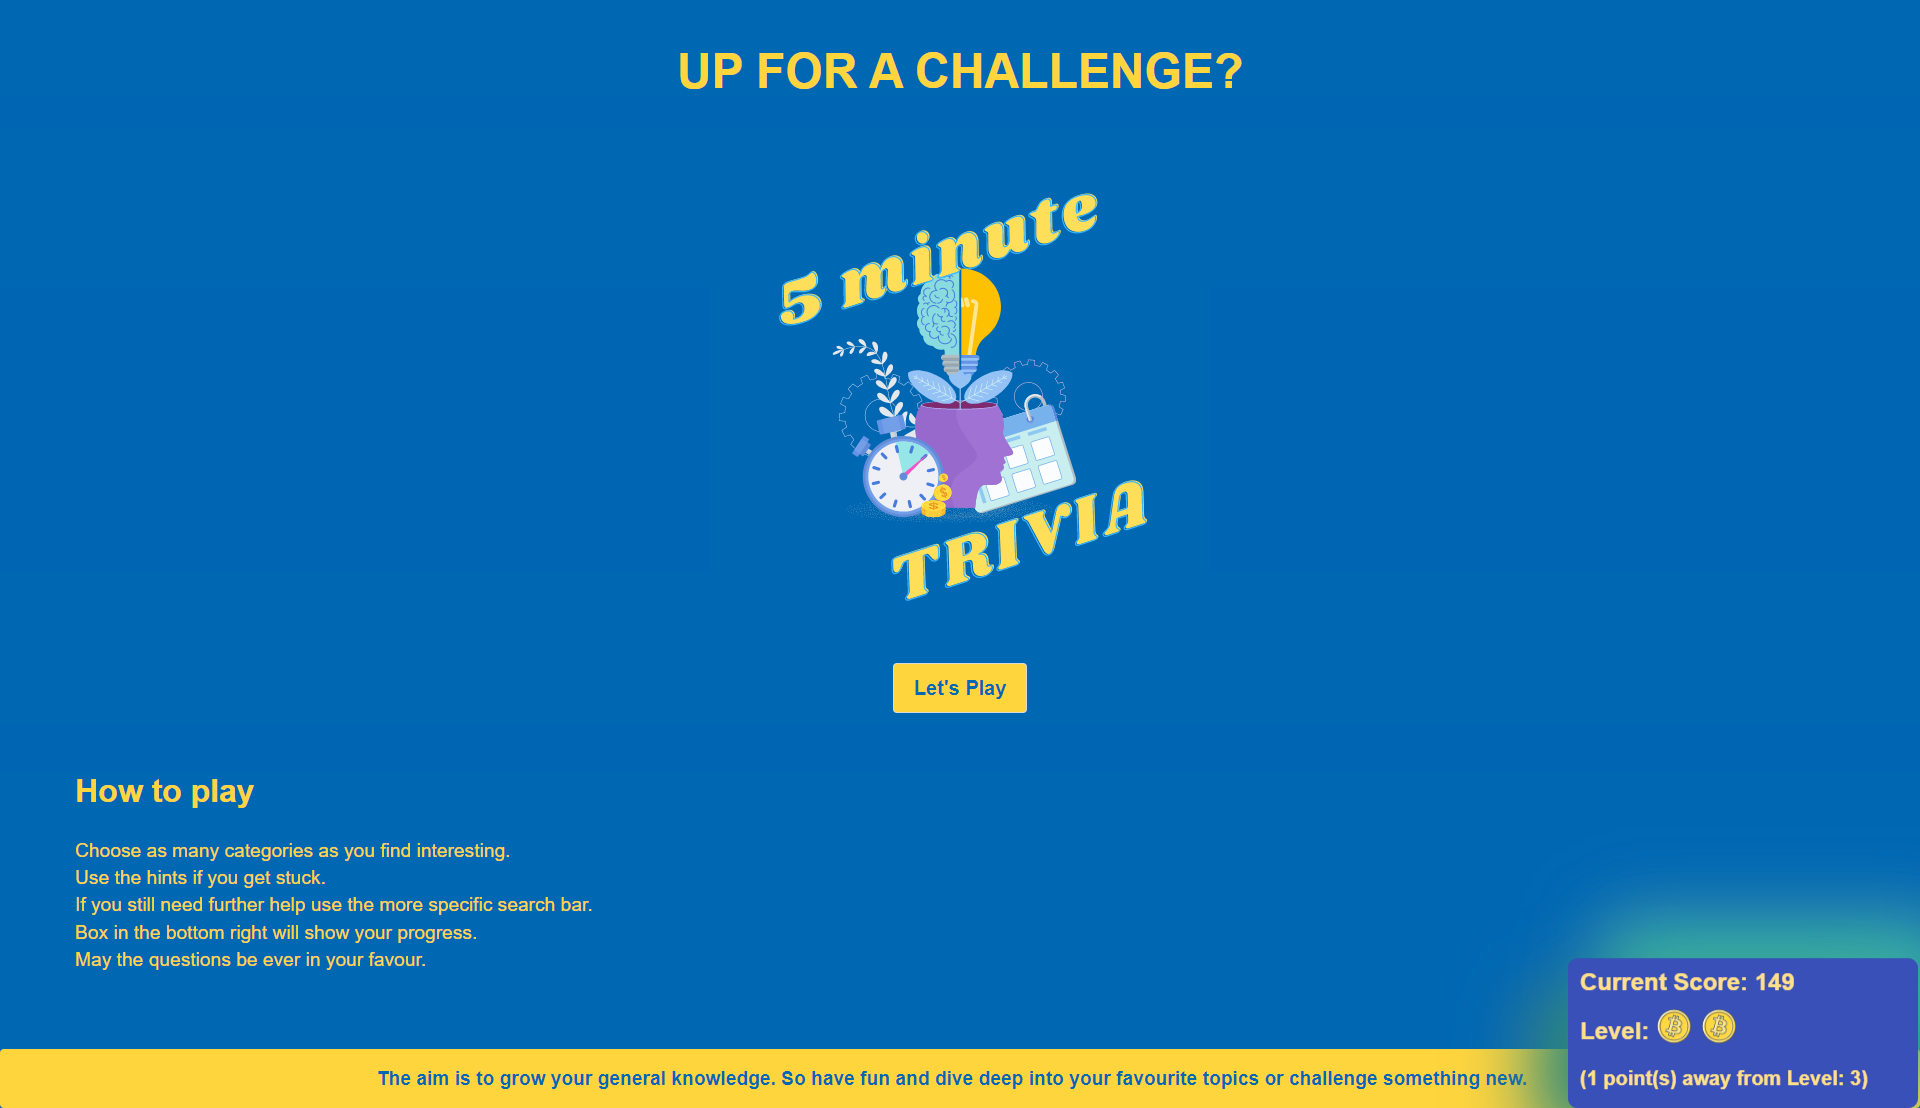 UP FOR A CHALLENGE?
5 minute
TRIVIA
Let's Play
How to play
Choose as many categories as you find interesting.
Use the hints if you get stuck.
If you still need further help use the more specific search bar.
Box in the bottom right will show your progress.
May the questions be ever in your favour.
Current Score: 149
Level:
(1 point(s) away from Level: 3)
The aim is to grow your general knowledge. So have fun and dive deep into your favourite topics or challenge something new.